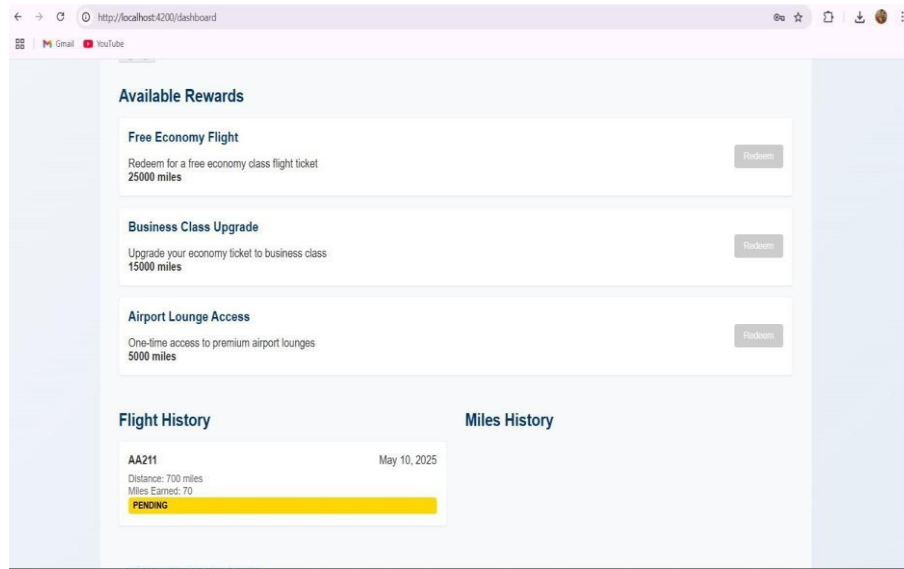 http://localhost:4200/dashboard
Gmail YouTube
Available Rewards
Free Economy Flight
Redeem for a free economy class flight ticket
25000 miles
Redeem
Business Class Upgrade
Upgrade your economy ticket to business class
15000 miles
Redeem
Airport Lounge Access
One-time access to premium airport lounges
5000 miles
Redeem
Flight History
Miles History
AA211 May 10, 2025
Distance: 700 miles
Miles Earned: 70
PENDING